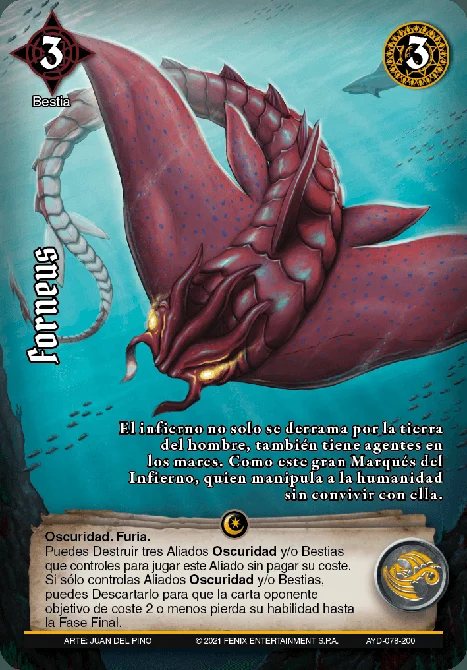 3
3
Bestia
forneus
El infierno no solo se derrama por la tierra
del hombre, también tiene agentes en
los mares. Como este gran Marqués del
Infierno, quien manipula a la humanidad
sin convivir con ella.
Oscuridad. Furia.
Puedes Destruir tres Aliados Oscuridad y/o Bestias
que controles para jugar este Aliado sin pagar su coste.
Si sólo controlas Aliados Oscuridad y/o Bestias,
puedes Descartarlo para que la carta oponente
objetivo de coste 2 o menos pierda su habilidad hasta
la Fase Final.
ARTE: JUAN DEL PINO © 2021 FENIX ENTERTAINMENT S.R.A. AYD-078-200